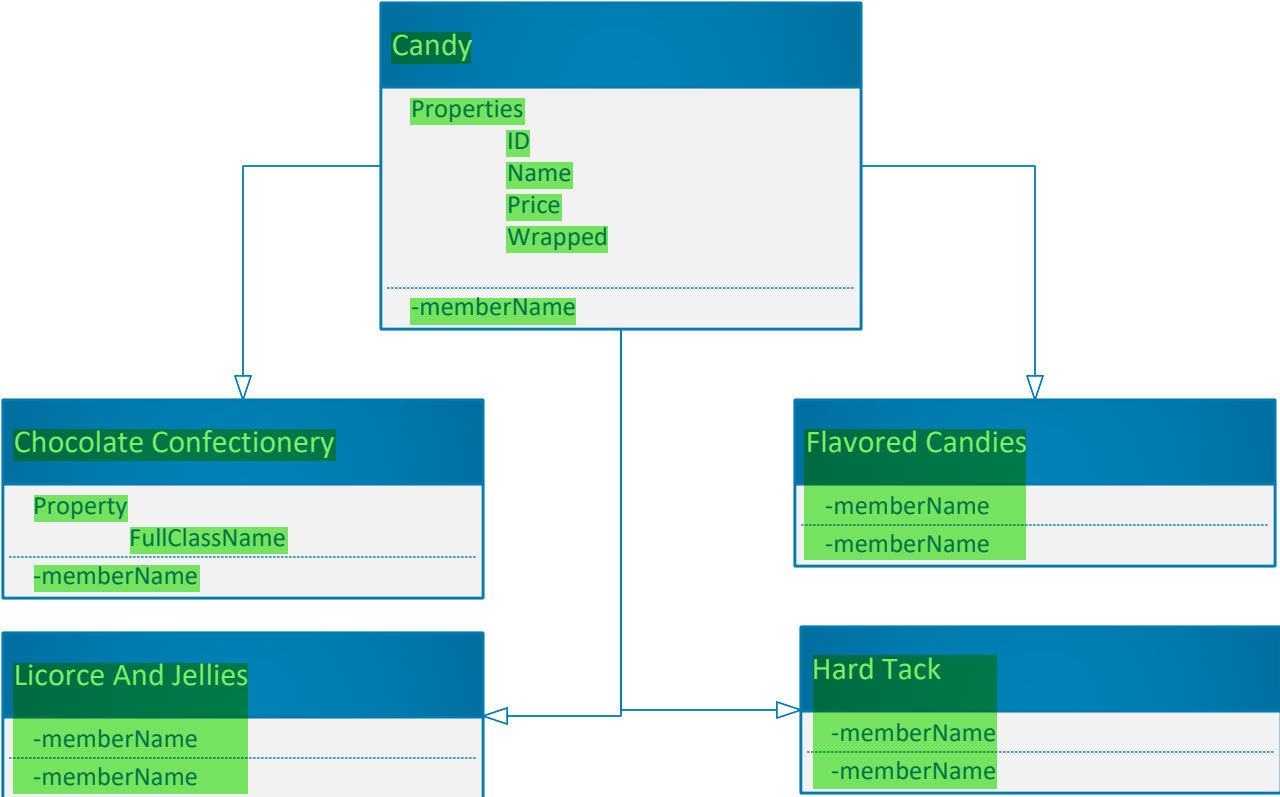 Candy
Properties
ID
Name
Price
Wrapped
-memberName
Chocolate Confectionery
Property
FullClassName
-memberName
Flavored Candies
-memberName
-memberName
Licorce And Jellies
-memberName
-memberName
Hard Tack
-memberName
-memberName